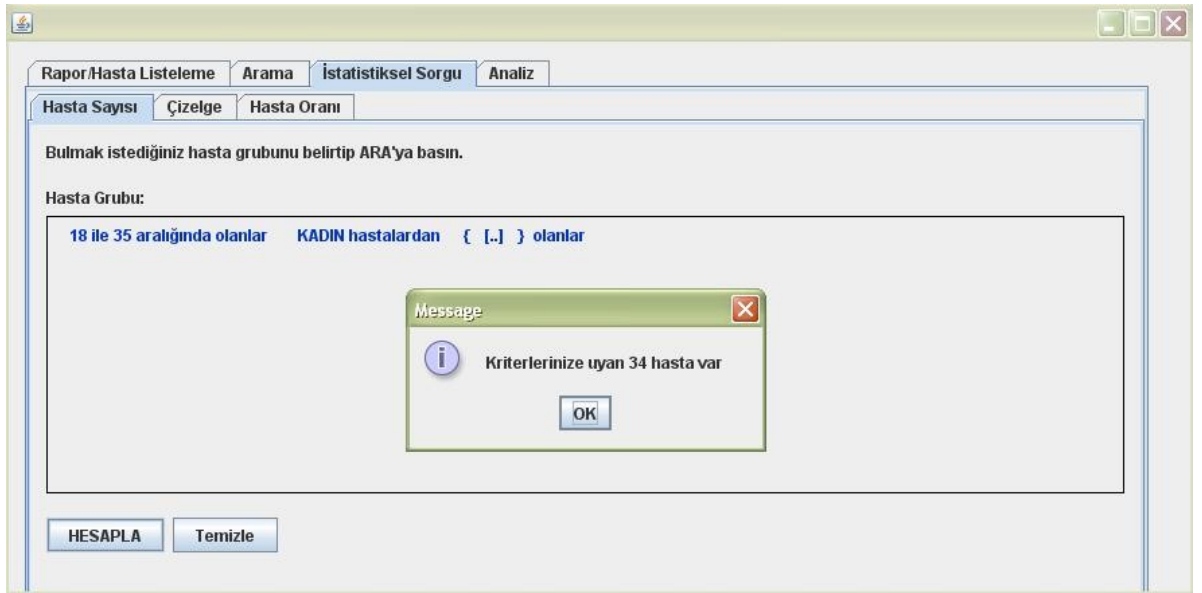 Rapor/Hasta Listeleme Arama İstatistiksel Sorgu Analiz
Hasta Sayısı Çizelge Hasta Oranı
Bulmak istediğiniz hasta grubunu belirtip ARA'ya basın.
Hasta Grubu:
18 ile 35 aralığında olanlar KADIN hastalardan { [..] } olanlar
Message
Kriterlerinize uyan 34 hasta var
OK
HESAPLA Temizle